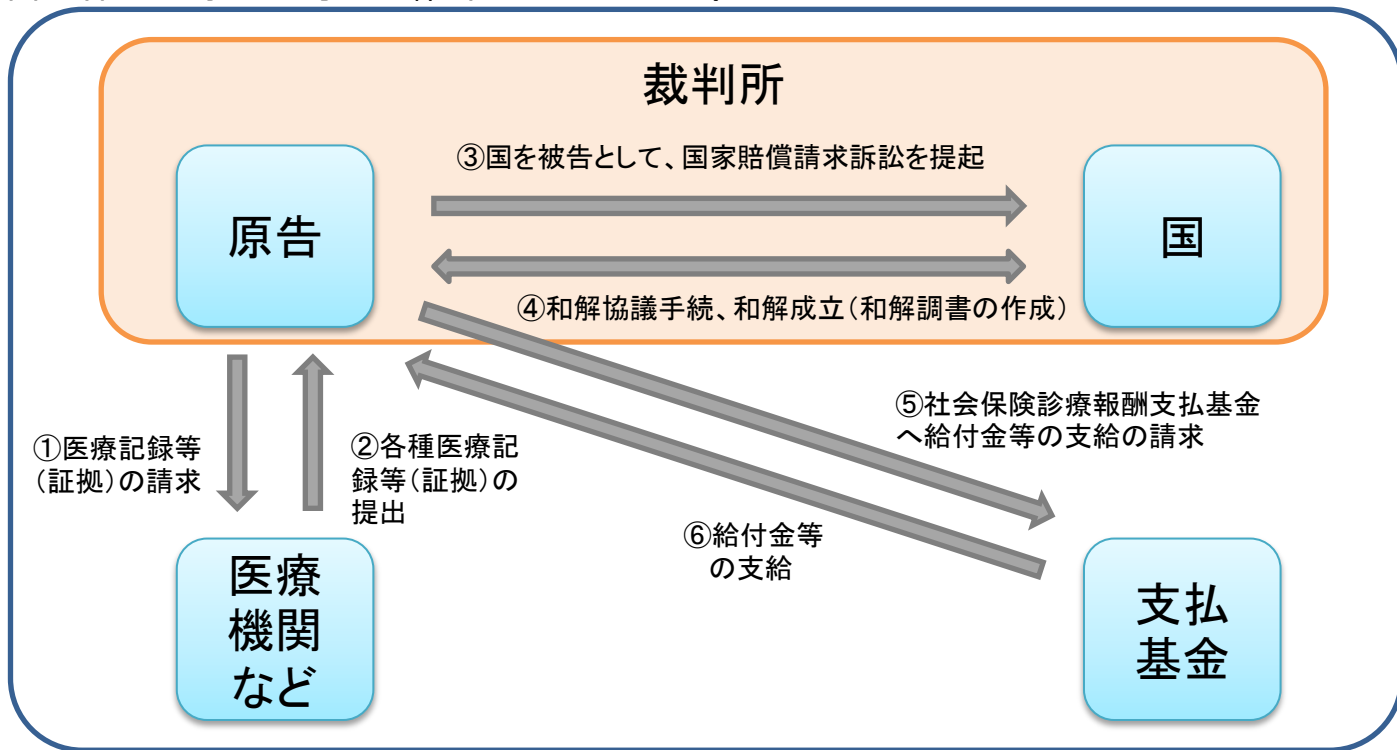 裁判所
③国を被告として、国家賠償請求訴訟を提起
原告
国
④和解協議手続、和解成立（和解調書の作成）
①医療記録等
（証拠）の請求
②各種医療記
録等（証拠）の
提出
⑤社会保険診療報酬支払基金
へ給付金等の支給の請求
⑥給付金等
の支給
医療
機関
など
支払
基金